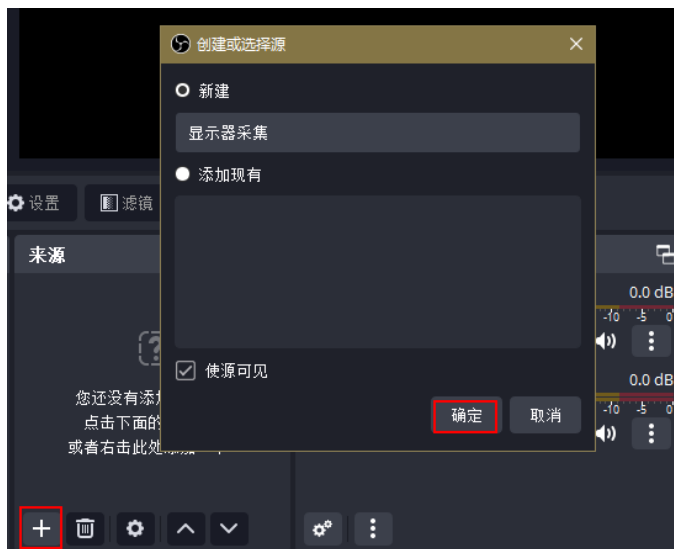 创建或选择源
新建
显示器采集
添加现有
设置
滤镜
来源
0.0 dB
-10 -5 0
使源可见
0.0 dB
您还没有添
确定
取消
-10 -5 0
点击下面的
或者右击此处添加一个